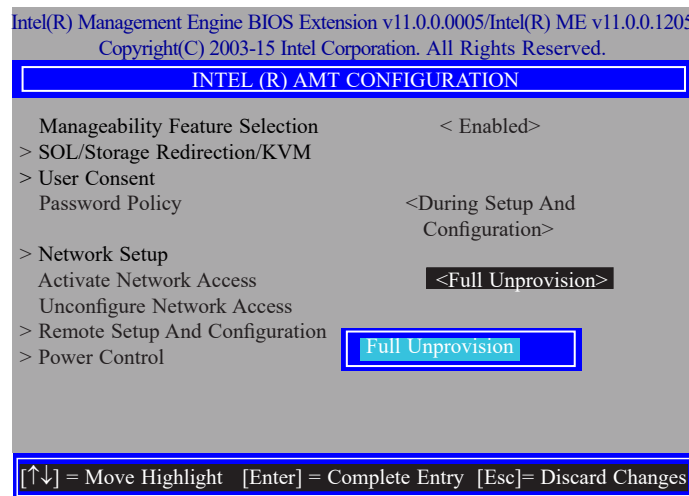 Intel(R) Management Engine BIOS Extension v11.0.0.0005/Intel(R) ME v11.0.0.1205
Copyright(C) 2003-15 Intel Corporation. All Rights Reserved.
INTEL (R) AMT CONFIGURATION
Manageability Feature Selection < Enabled>
> SOL/Storage Redirection/KVM
> User Consent
Password Policy <During Setup And
Configuration>
> Network Setup
Activate Network Access <Full Unprovision>
Unconfigure Network Access
> Remote Setup And Configuration
Full Unprovision
> Power Control
[↑↓] = Move Highlight [Enter] = Complete Entry [Esc]= Discard Changes